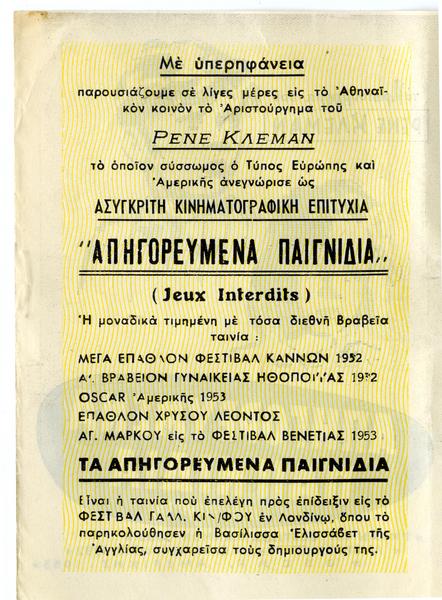 Μὲ ὑπερηφάνεια
παρουσιάζουμε σὲ λίγες μέρες εἰς τὸ Ἀθηναϊ-
κὸν κοινὸν τὸ Ἀριστούργημα τοῦ
ΡΕΝΕ ΚΛΕΜΑΝ
τὸ ὁποῖον σύσσωμος ὁ Τύπος Εὐρώπης καὶ
Ἀμερικῆς ἀνεγνώρισε ὡς
ΑΣΥΓΚΡΙΤΗ ΚΙΝΗΜΑΤΟΓΡΑΦΙΚΗ ΕΠΙΤΥΧΙΑ
"ΑΠΗΓΟΡΕΥΜΕΝΑ ΠΑΙΓΝΙΔΙΑ,,
(Jeux Interdits)
Ἡ μοναδικὰ τιμημένη μὲ τόσα διεθνῆ Βραβεῖα
ταινία :
ΜΕΓΑ ΕΠΑΘΛΟΝ ΦΕΣΤΙΒΑΛ ΚΑΝΝΩΝ 1952
Α'. ΒΡΑΒΕΙΟΝ ΓΥΝΑΙΚΕΙΑΣ ΗΘΟΠΟΙ'ΑΣ 1952
OSCAR Ἀμερικῆς 1953
ΕΠΑΘΛΟΝ ΧΡΥΣΟΥ ΛΕΟΝΤΟΣ
ΑΓ. ΜΑΡΚΟΥ εἰς τὸ ΦΕΣΤΙΒΑΛ ΒΕΝΕΤΙΑΣ 1953
ΤΑ ΑΠΗΓΟΡΕΥΜΕΝΑ ΠΑΙΓΝΙΔΙΑ
Εἶναι ἡ ταινία ποὺ ἐπελέγη πρὸς ἐπίδειξιν εἰς τὸ
ΦΕΣΤΙΒΑΛ ΓΑΛΛ. ΚΙΝ/ΦΟΥ ἐν Λονδίνῳ, ὅπου τὸ
παρηκολούθησεν ἡ Βασίλισσα Ἐλισσάβετ τῆς
Ἀγγλίας, συγχαρεῖσα τοὺς δημιουργούς της.